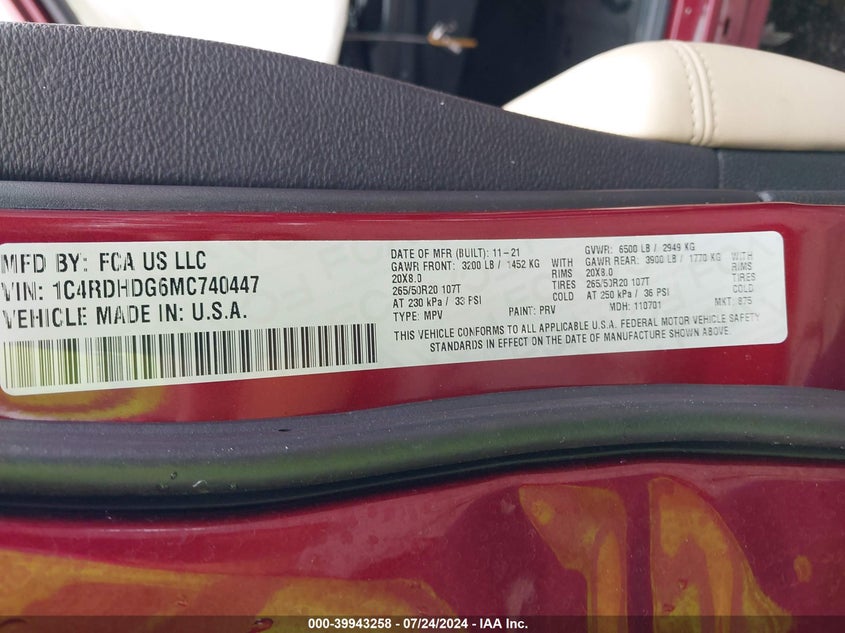 MFD BY: FCA US LLC
VIN: 1C4RDHDG6MC740447
VEHICLE MADE IN: U.S.A.
DATE OF MFR (BUILT): 11-21
GAWR FRONT: 3200 LB / 1452 KG WITH
20X8.0 RIMS
265/50R20 107T TIRES
AT 230 kPa / 33 PSI COLD
TYPE: MPV PAINT: PRV
GVWR: 6500 LB / 2949 KG
GAWR REAR: 3900 LB / 1770 KG WITH
20X8.0 RIMS
265/50R20 107T TIRES
AT 250 kPa / 36 PSI COLD
MDH: 110701 MKT: 875
THIS VEHICLE CONFORMS TO ALL APPLICABLE U.S.A. FEDERAL MOTOR VEHICLE SAFETY
STANDARDS IN EFFECT ON THE DATE OF MANUFACTURE SHOWN ABOVE.
000-39943258 - 07/24/2024 - IAA Inc.